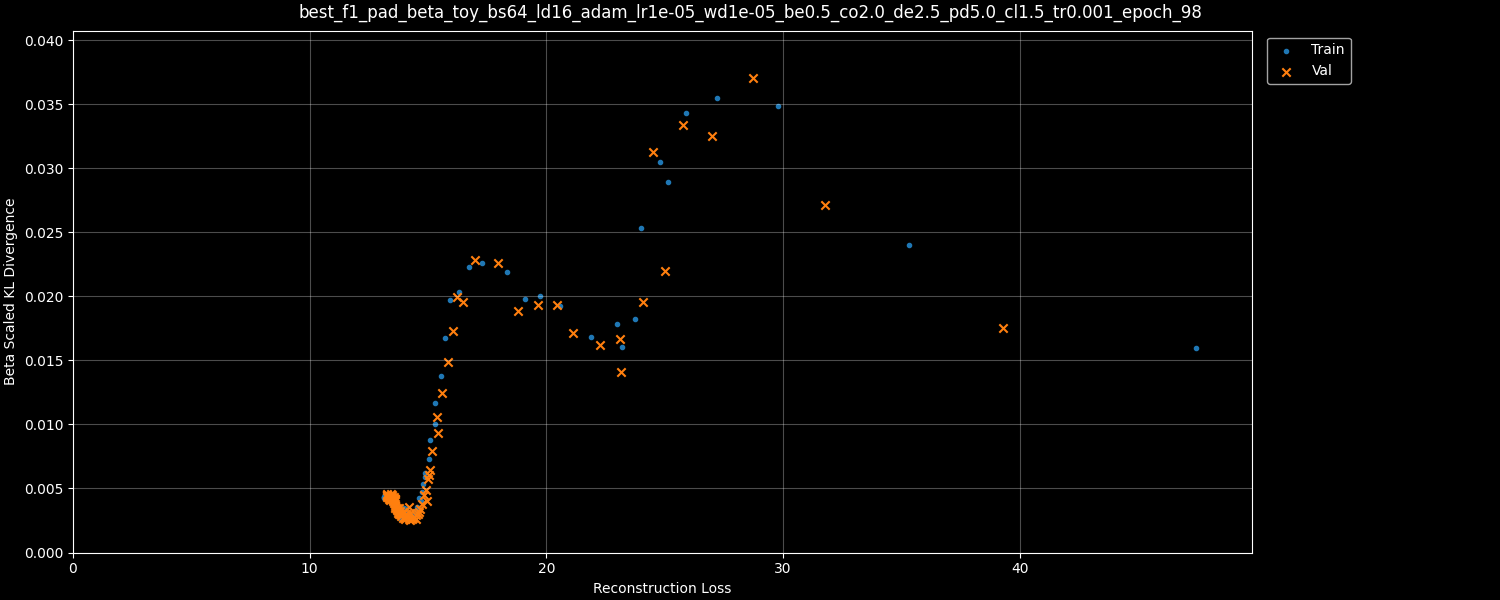 best_f1_pad_beta_toy_bs64_ld16_adam_lr1e-05_wd1e-05_be0.5_co2.0_de2.5_pd5.0_cl1.5_tr0.001_epoch_98
Train
Val
Beta Scaled KL Divergence
0.040
0.035
0.030
0.025
0.020
0.015
0.010
0.005
0.000
0 10 20 30 40
Reconstruction Loss